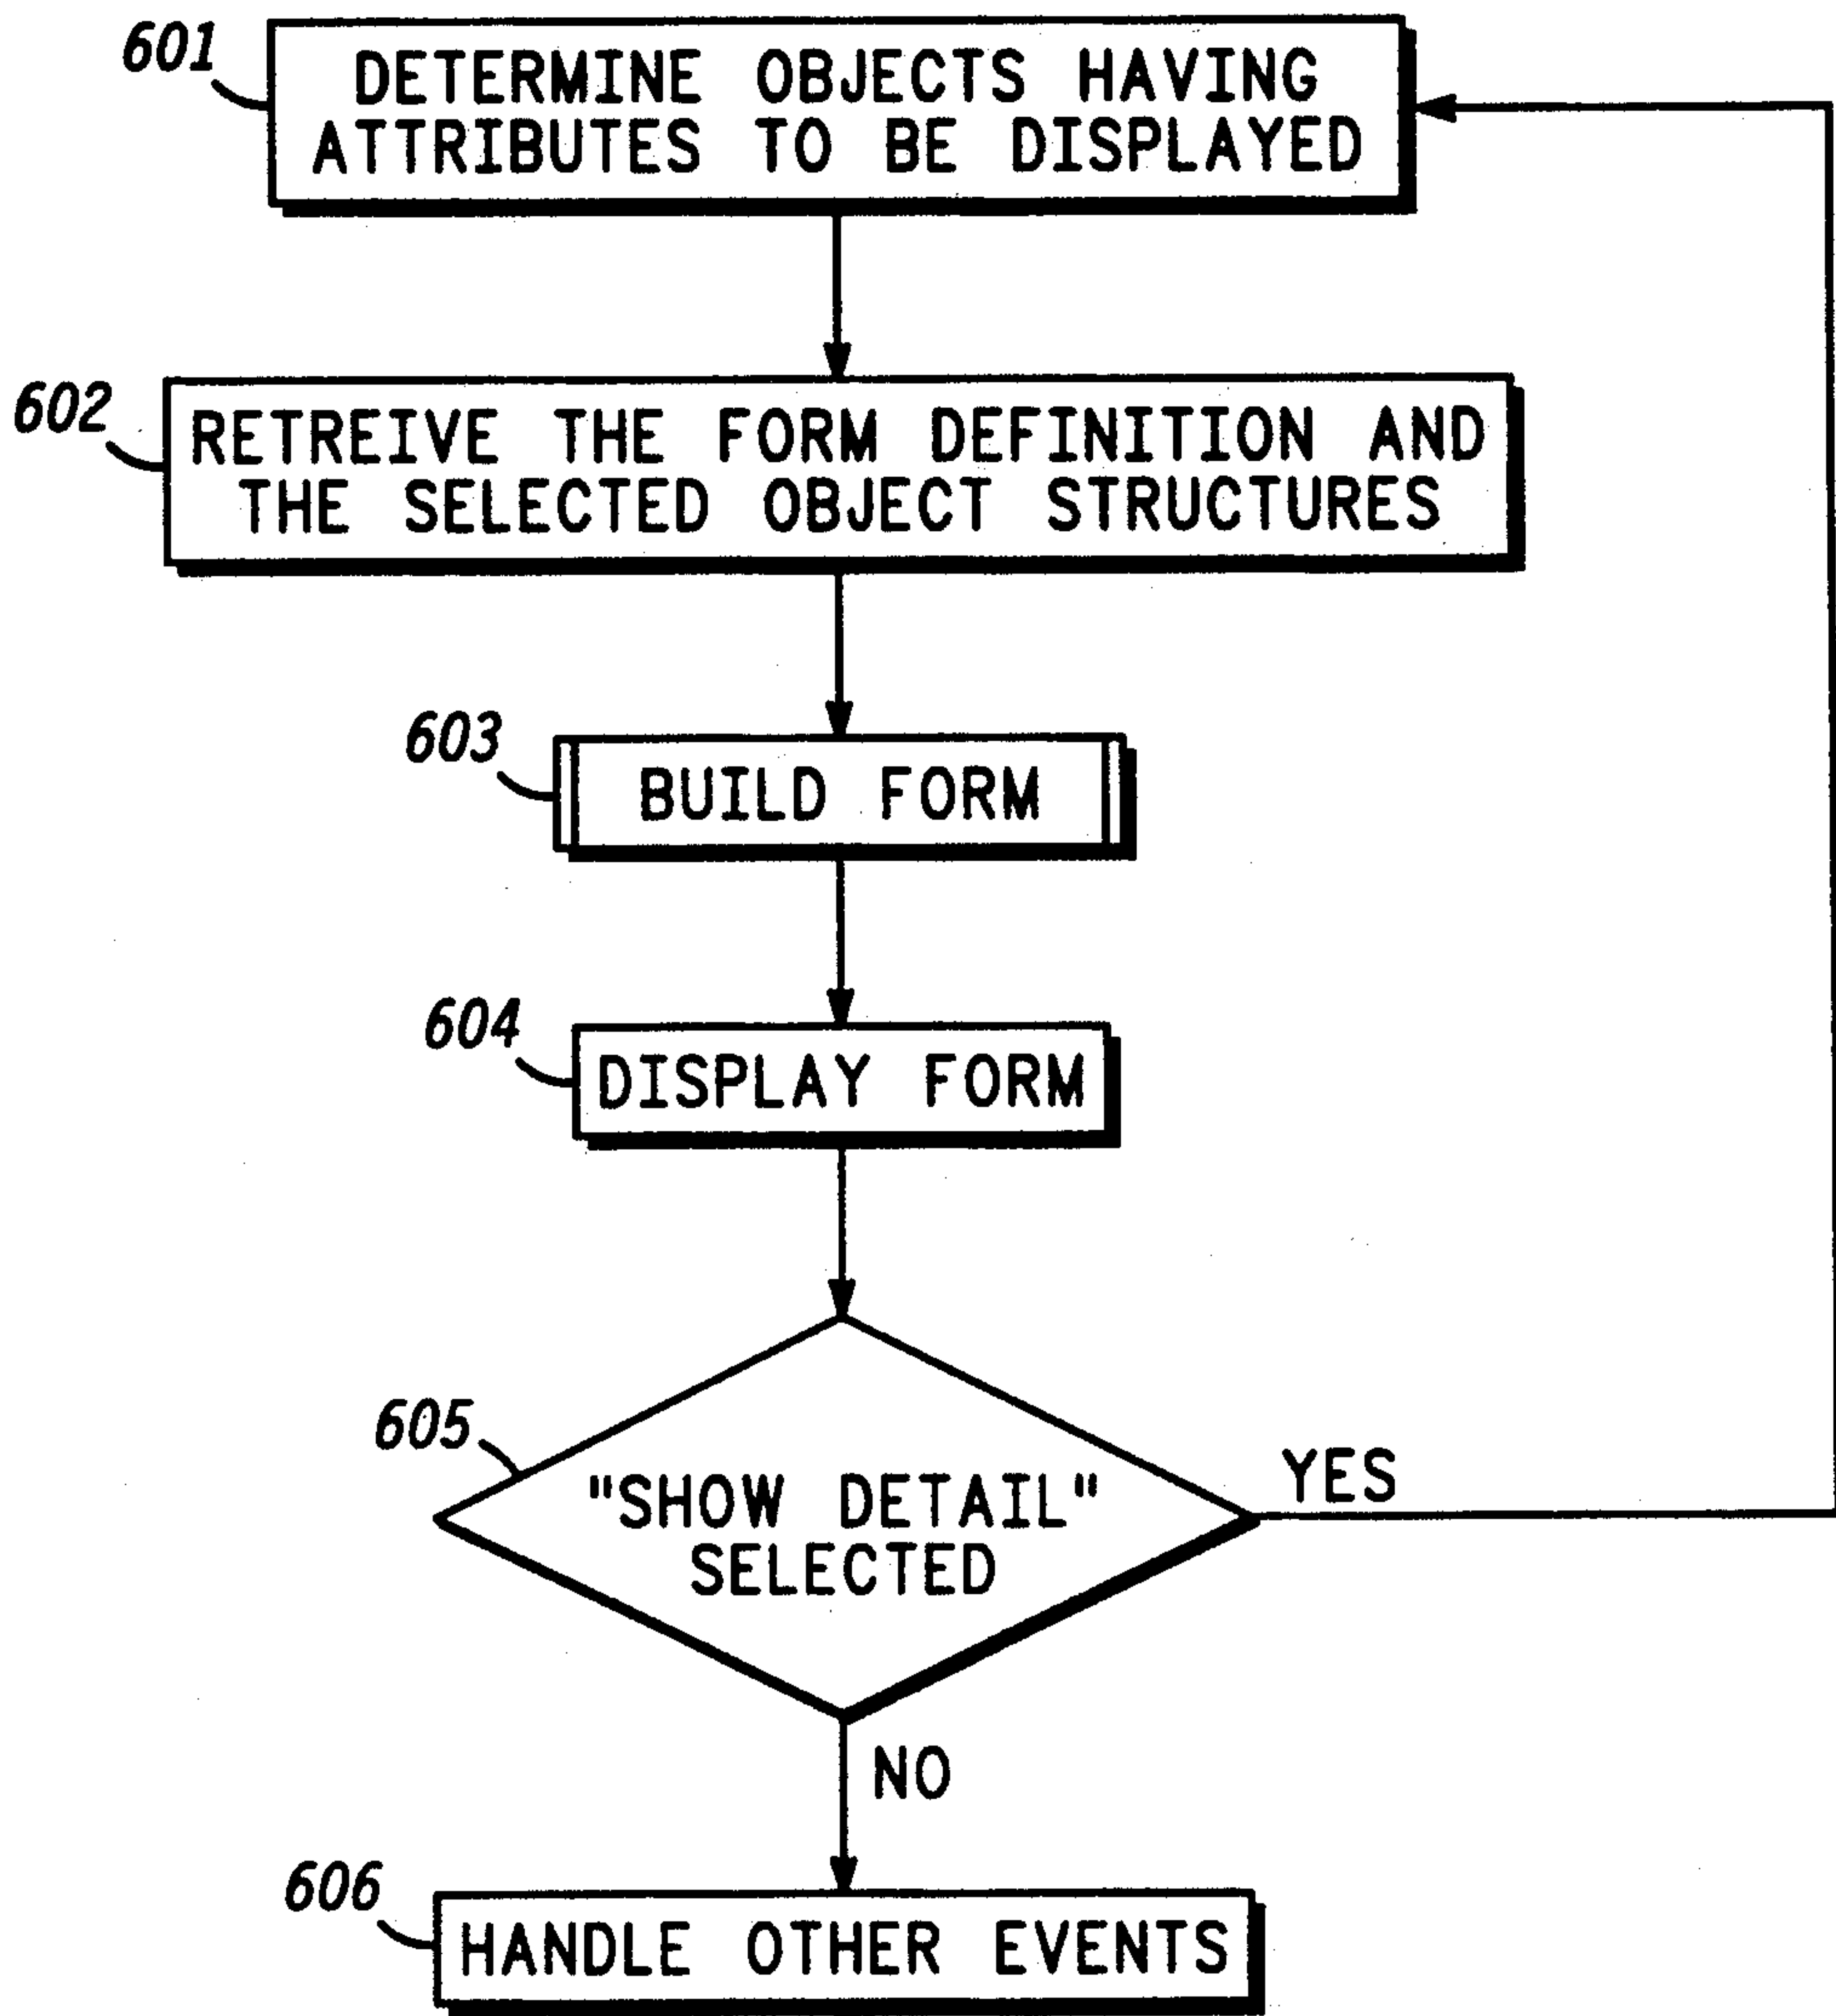 601
DETERMINE OBJECTS HAVING
ATTRIBUTES TO BE DISPLAYED
602
RETREIVE THE FORM DEFINITION AND
THE SELECTED OBJECT STRUCTURES
603
BUILD FORM
604
DISPLAY FORM
605
"SHOW DETAIL"
SELECTED
YES
NO
606
HANDLE OTHER EVENTS